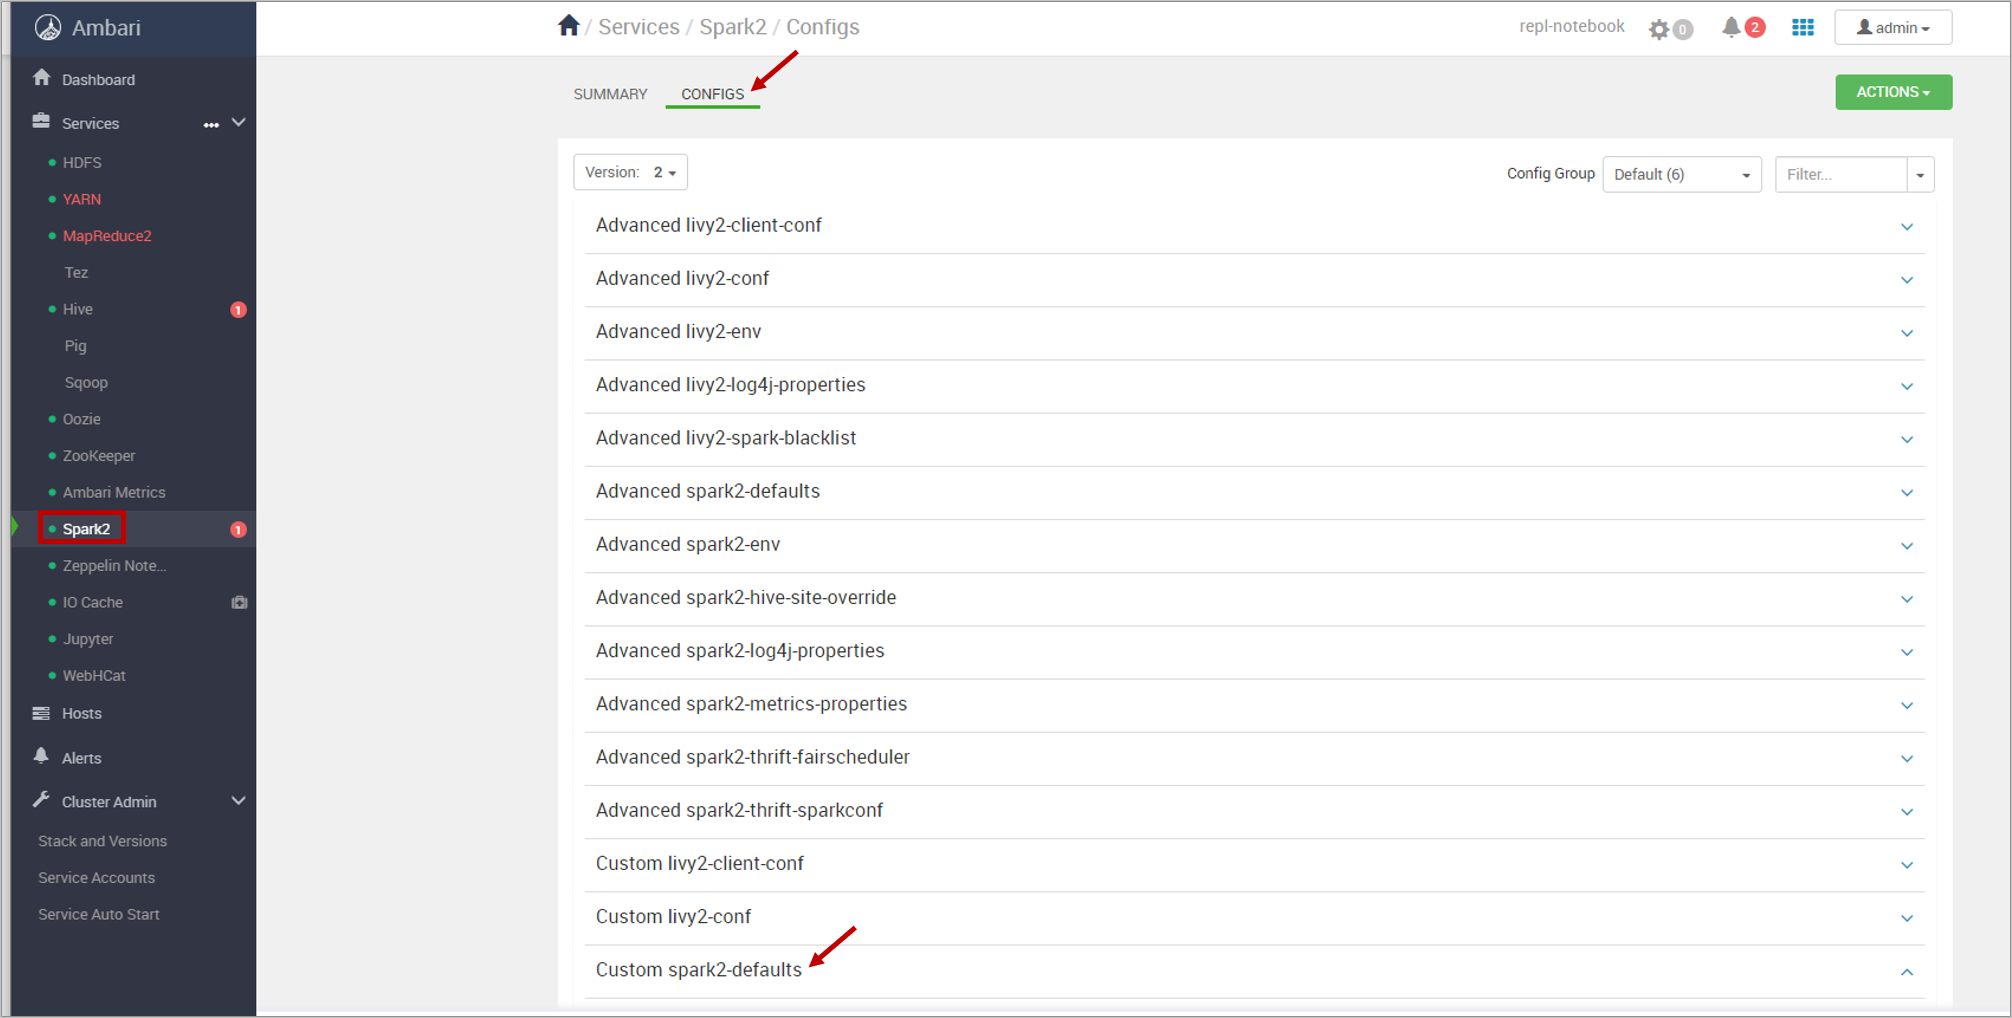 Ambari
Dashboard
Services
HDFS
YARN
MapReduce2
Tez
Hive 1
Pig
Sqoop
Oozie
ZooKeeper
Ambari Metrics
Spark2 1
Zeppelin Note...
IO Cache
Jupyter
WebHCat
Hosts
Alerts
Cluster Admin
Stack and Versions
Service Accounts
Service Auto Start
/ Services / Spark2 / Configs
repl-notebook 0 2 admin
SUMMARY CONFIGS
ACTIONS
Version: 2
Config Group Default (6) Filter...
Advanced livy2-client-conf
Advanced livy2-conf
Advanced livy2-env
Advanced livy2-log4j-properties
Advanced livy2-spark-blacklist
Advanced spark2-defaults
Advanced spark2-env
Advanced spark2-hive-site-override
Advanced spark2-log4j-properties
Advanced spark2-metrics-properties
Advanced spark2-thrift-fairscheduler
Advanced spark2-thrift-sparkconf
Custom livy2-client-conf
Custom livy2-conf
Custom spark2-defaults